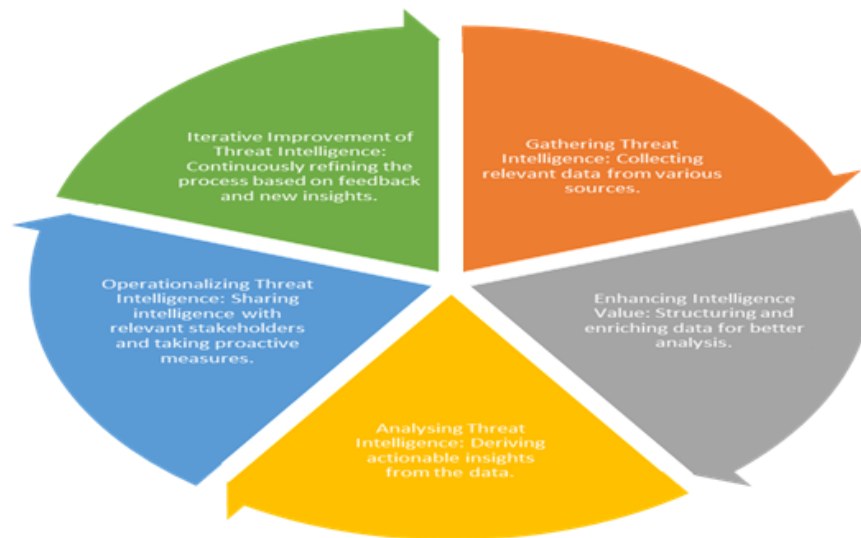 Gathering Threat
Intelligence: Collecting
relevant data from various
sources.
Enhancing Intelligence
Value: Structuring and
enriching data for better
analysis.
Analysing Threat
Intelligence: Deriving
actionable insights
from the data.
Operationalizing Threat
Intelligence: Sharing
intelligence with
relevant stakeholders
and taking proactive
measures.
Iterative Improvement of
Threat Intelligence:
Continuously refining the
process based on feedback
and new insights.